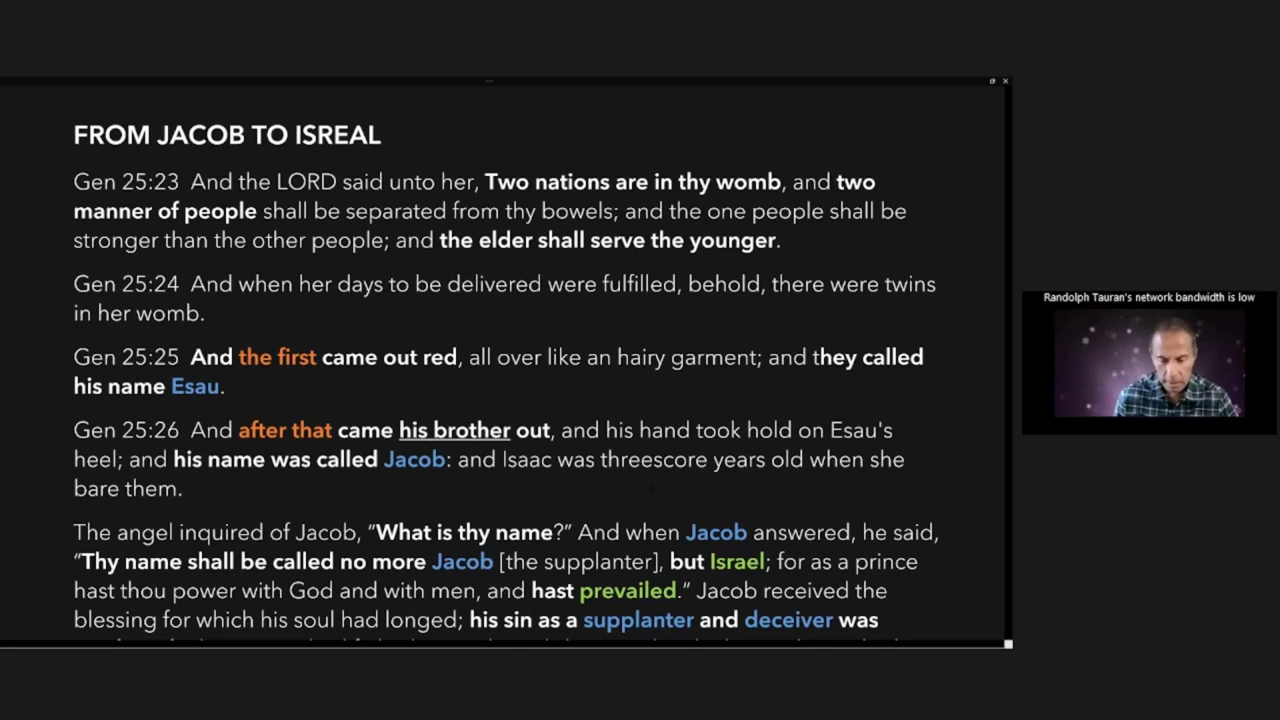 FROM JACOB TO ISREAL
Gen 25:23 And the LORD said unto her, Two nations are in thy womb, and two
manner of people shall be separated from thy bowels; and the one people shall be
stronger than the other people; and the elder shall serve the younger.
Gen 25:24 And when her days to be delivered were fulfilled, behold, there were twins
in her womb.
Gen 25:25 And the first came out red, all over like an hairy garment; and they called
his name Esau.
Gen 25:26 And after that came his brother out, and his hand took hold on Esau's
heel; and his name was called Jacob: and Isaac was threescore years old when she
bare them.
The angel inquired of Jacob, “What is thy name?” And when Jacob answered, he said,
“Thy name shall be called no more Jacob [the supplanter], but Israel; for as a prince
hast thou power with God and with men, and hast prevailed.” Jacob received the
blessing for which his soul had longed; his sin as a supplanter and deceiver was
Randolph Tauran's network bandwidth is low